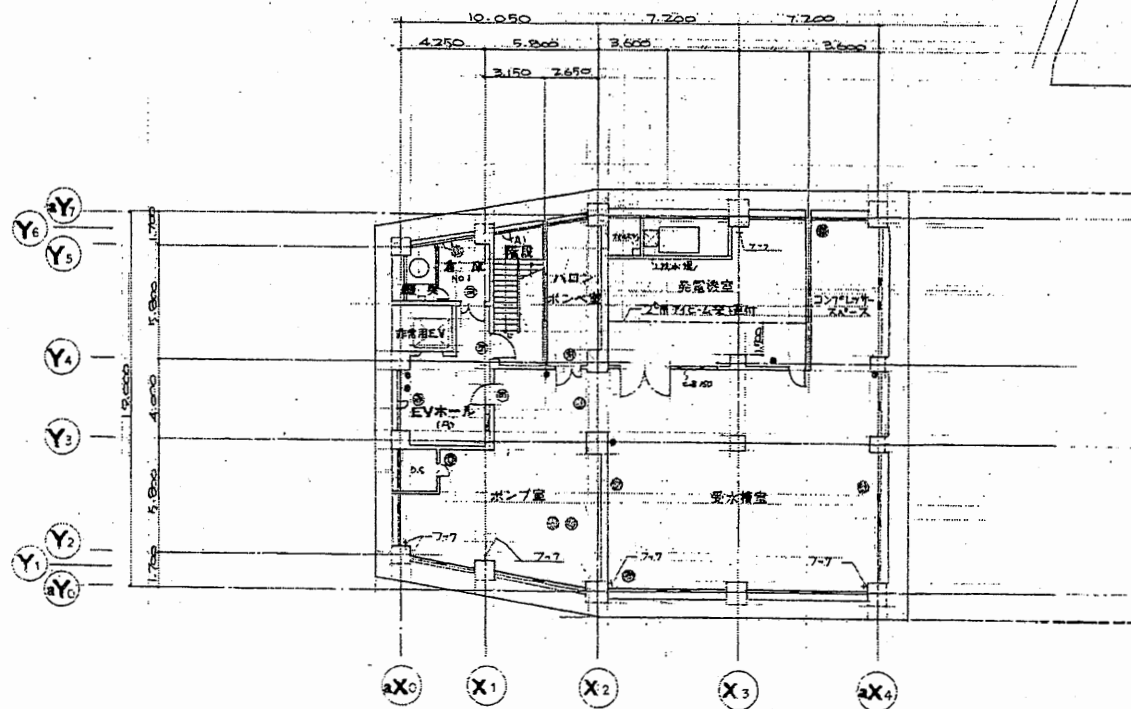 10.050 7.200 7.200
4.250 5.800 3.600 3.600
3.150 2.650
aY7
Y6
Y5
Y4
Y3
Y2
Y1
aY0
1.700
5.800
4.000
5.800
1.700
19.000
(A)
階段
倉庫
No1
ハロン
ボンベ室
フック
発電機室
コンプレッサー
スペース
非常用EV
EVホール
(A)
D.S
ポンプ室
受水槽室
フック
フック
フック
フック
aX0 X1 X2 X3 aX4